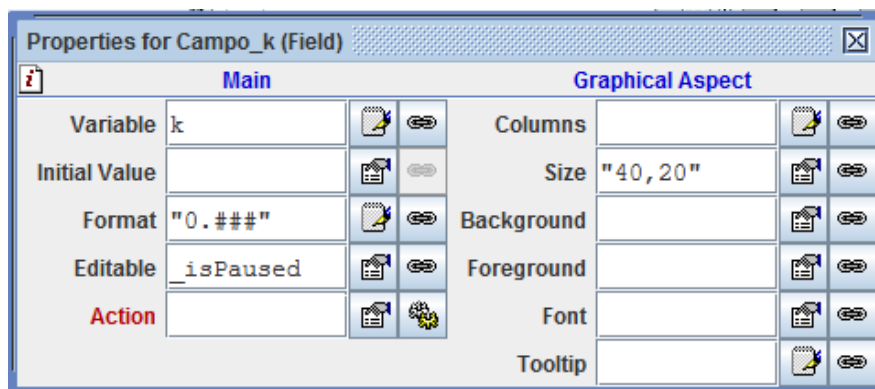 Properties for Campo_k (Field)
Main Graphical Aspect
Variable k Columns
Initial Value Size "40,20"
Format "0.###" Background
Editable _isPaused Foreground
Action Font
Tooltip